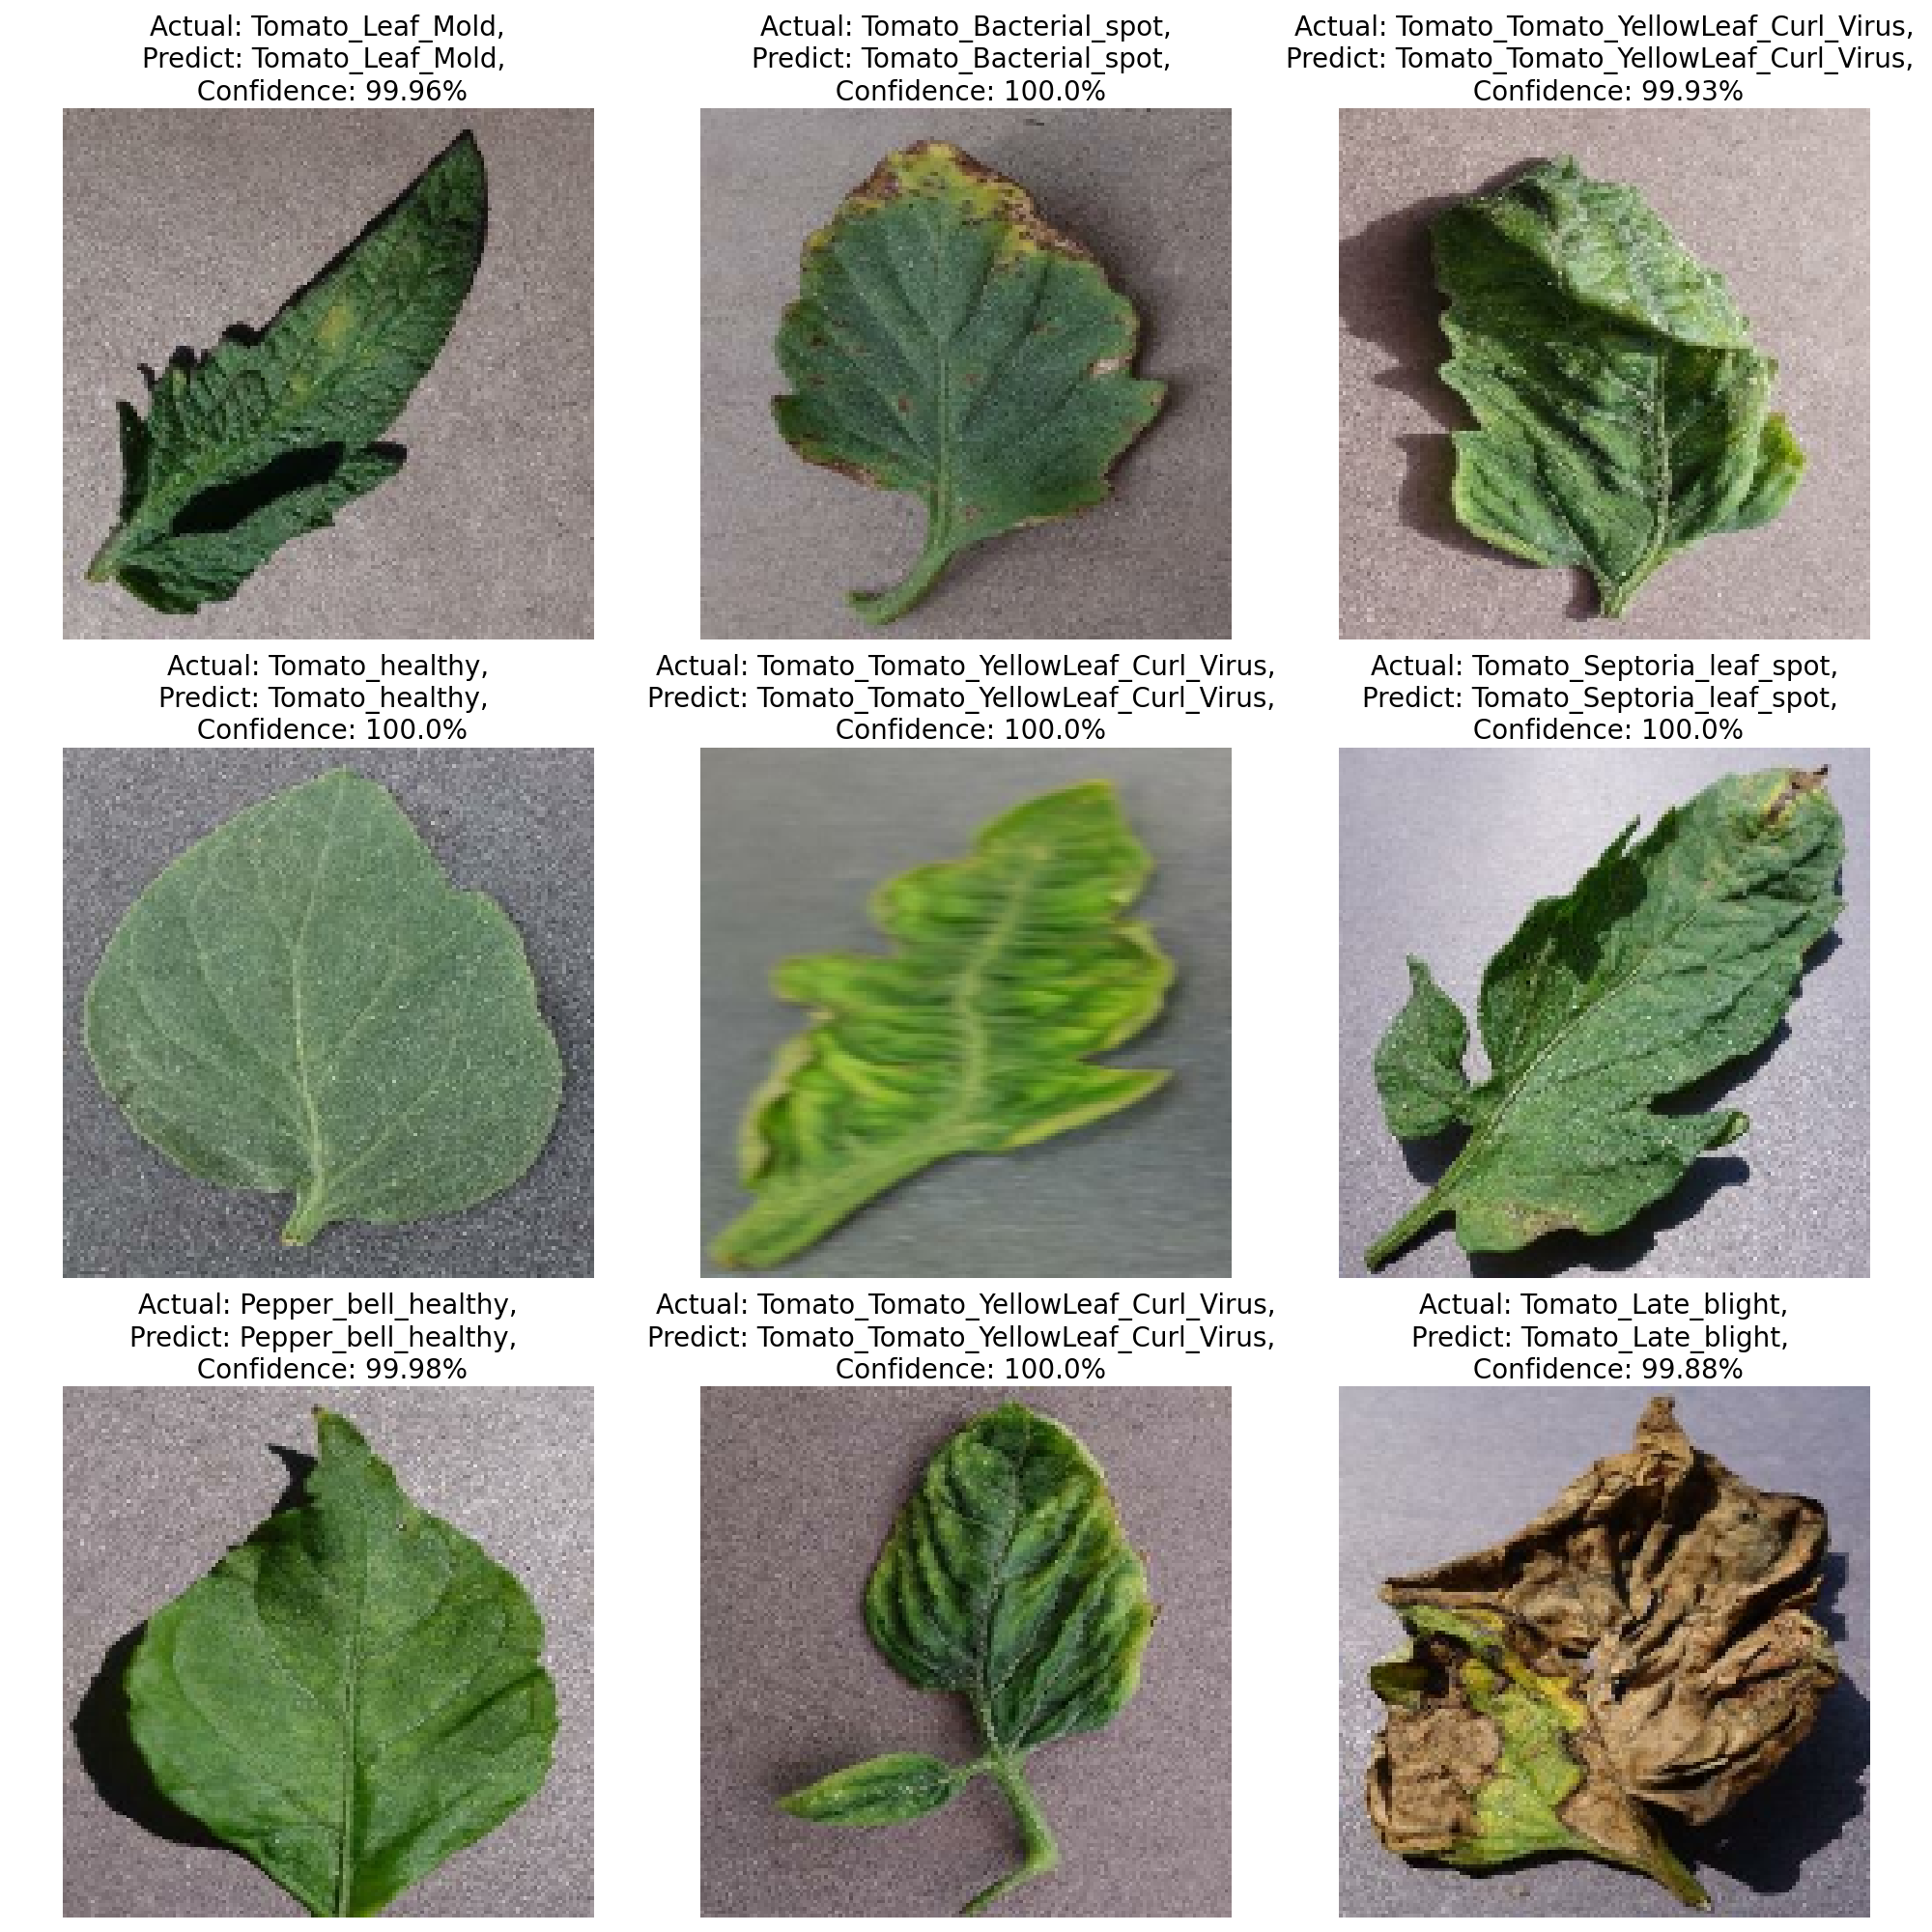 Actual: Tomato_Leaf_Mold,
Predict: Tomato_Leaf_Mold,
Confidence: 99.96%
Actual: Tomato_Bacterial_spot,
Predict: Tomato_Bacterial_spot,
Confidence: 100.0%
Actual: Tomato_Tomato_YellowLeaf_Curl_Virus,
Predict: Tomato_Tomato_YellowLeaf_Curl_Virus,
Confidence: 99.93%
Actual: Tomato_healthy,
Predict: Tomato_healthy,
Confidence: 100.0%
Actual: Tomato_Tomato_YellowLeaf_Curl_Virus,
Predict: Tomato_Tomato_YellowLeaf_Curl_Virus,
Confidence: 100.0%
Actual: Tomato_Septoria_leaf_spot,
Predict: Tomato_Septoria_leaf_spot,
Confidence: 100.0%
Actual: Pepper_bell_healthy,
Predict: Pepper_bell_healthy,
Confidence: 99.98%
Actual: Tomato_Tomato_YellowLeaf_Curl_Virus,
Predict: Tomato_Tomato_YellowLeaf_Curl_Virus,
Confidence: 100.0%
Actual: Tomato_Late_blight,
Predict: Tomato_Late_blight,
Confidence: 99.88%